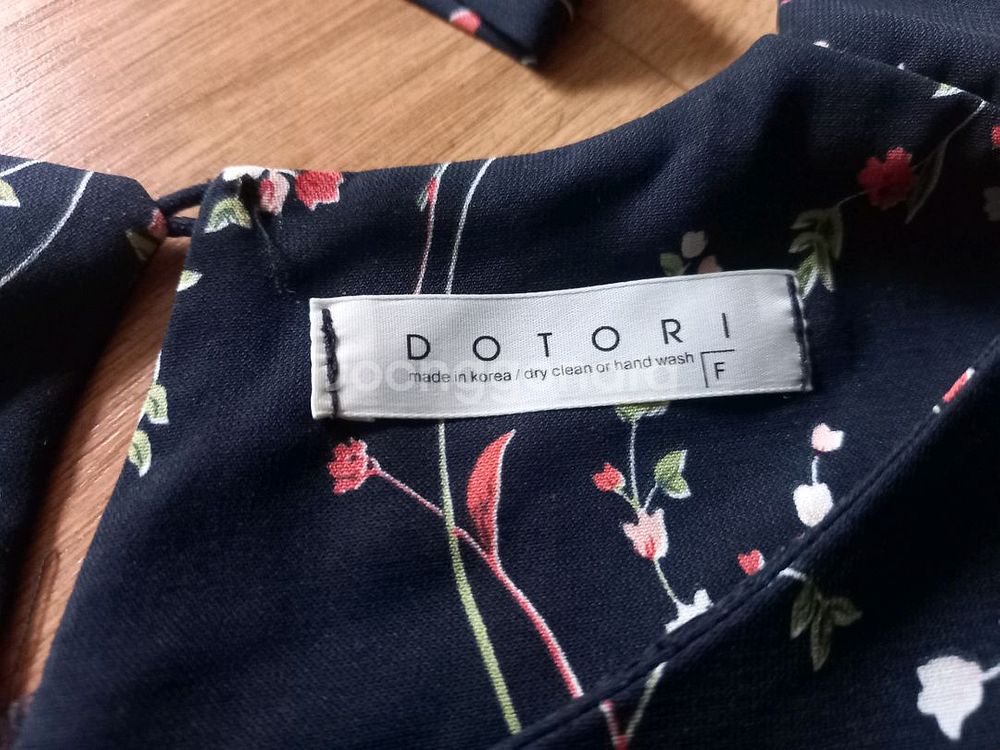 DOTORI
made in korea / dry clean or hand wash
F